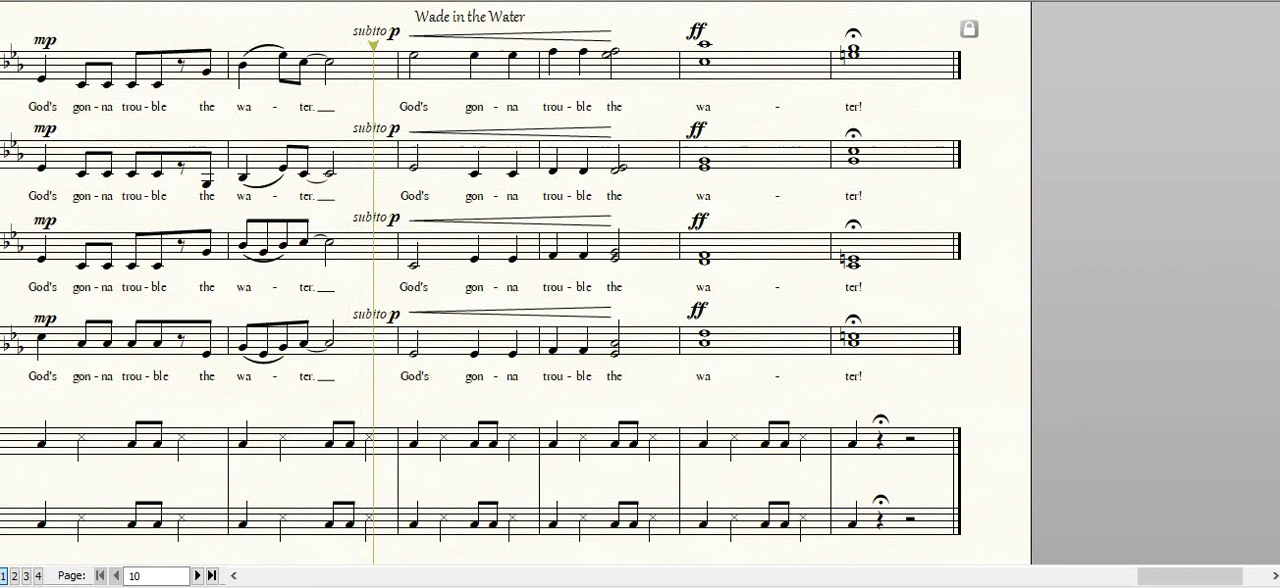 Wade in the Water
mp subito p ff
God's gon - na trou - ble the wa - ter. God's gon - na trou - ble the wa - ter!
mp subito p ff
God's gon - na trou - ble the wa - ter. God's gon - na trou - ble the wa - ter!
mp subito p ff
God's gon - na trou - ble the wa - ter. God's gon - na trou - ble the wa - ter!
mp subito p ff
God's gon - na trou - ble the wa - ter. God's gon - na trou - ble the wa - ter!
1 2 3 4 Page: 10